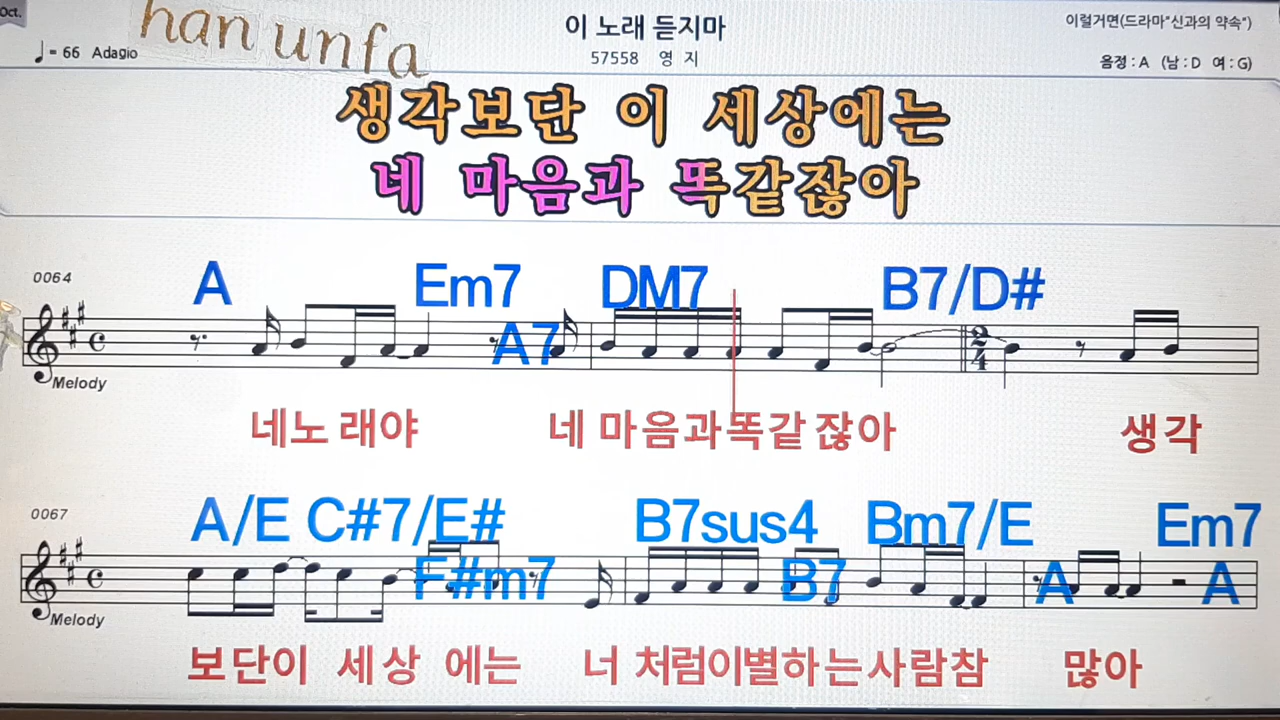 Oct.
han unfa
이 노래 듣지마
이럴거면(드라마"신과의 약속")
♩= 66 Adagio
57558 영 지
음정 : A (남 : D 여 : G)
생각보단 이 세상에는
네 마음과 똑같잖아
0064
A Em7 A7 DM7 B7/D#
2/4
Melody
네노 래야 네 마음과똑같 잖아 생각
0067
A/E C#7/E# F#m7 B7sus4 B7 Bm7/E A Em7 A
Melody
보단이 세상 에는 너 처럼이별하는사람참 많아